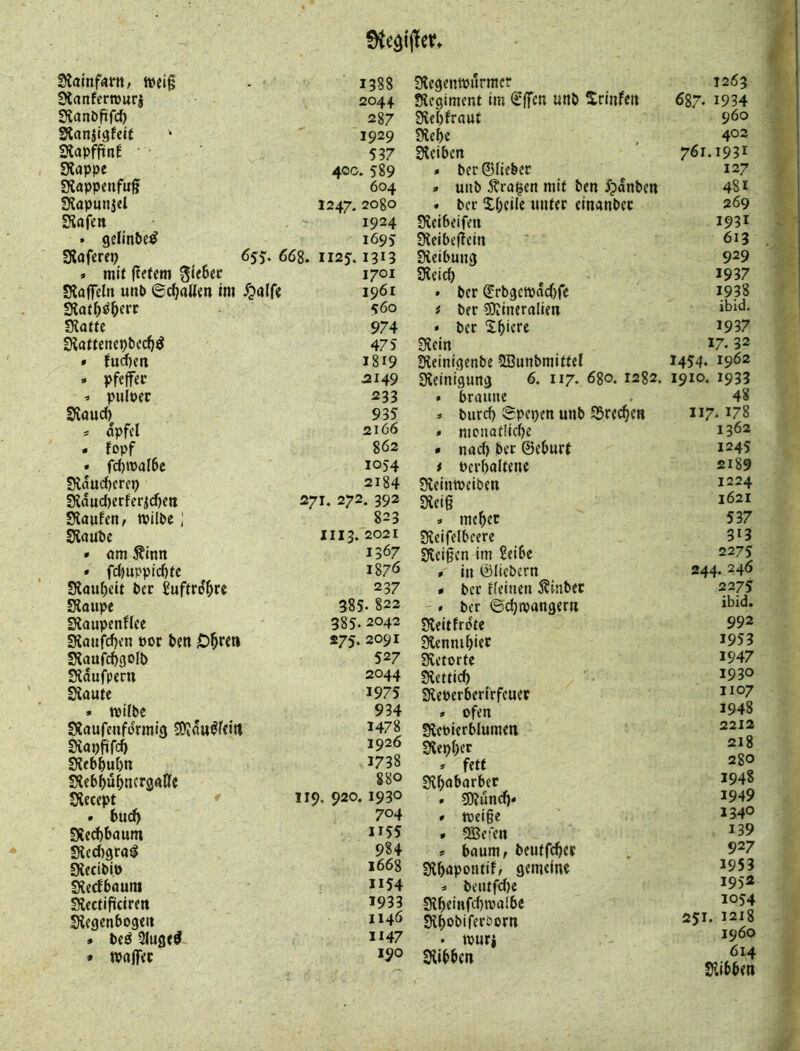 Regiſter.
Rainfarn, weiß 1388
Rankerwurz 2044
Randfiſch 287
Ranzigkeit 1929
Rapffink 537
Rappe 400. 589
Rappenfuß 604
Rapunzel 1247. 2080
Raſen 1924
⸗ gelindes 1695
Raſerey 655. 668. 1125. 1313
⸗ mit ſtetem Fieber 1701
Raſſeln und Schallen im Halſe 1961
Rathsherr 560
Ratte 974
Rattenepdechs 475
⸗ kuchen 1819
⸗ pfeffer 2149
⸗ pulver 233
Rauch 935
⸗ äpfel 2166
⸗ kopf 862
⸗ ſchwalbe 1054
Räucherey 2184
Räucherkerzchen 271. 272. 392
Rauken, wilde 823
Raude 1113. 2021
⸗ am Kinn 1367
⸗ ſchuppichte 1876
Rauheit der Luftröhre 237
Raupe 385. 822
Raupenklee 385. 2042
Rauſchen vor den Ohren 275. 2091
Rauſchgold 527
Räuſpern 2044
Raute 1975
⸗ wilde 934
Raufenförmig Mäuslein 1478
Rayfiſch 1926
Rebhuhn 1738
Rebhühnergalle 880
Recept 119. 920. 1930
⸗ buch 704
Rechbaum 1155
Rechgras 984
Recibiv 1668
Reckbaum 1154
Rectificiren 1933
Regenbogen 1146
⸗ des Auges 1147
⸗ waſſer 190
Regenwürmer 1263
Regiment im Eſſen und Trinken 687. 1934
Rehkraut 960
Rehe 402
Reiben 761. 1931
⸗ der Glieder 127
⸗ und Kratzen mit den Händen 481
⸗ der Theile unter einander 269
Reibeiſen 1931
Reibeſtein 613
Reibung 929
Reich 1937
⸗ der Erdgewächſe 1938
⸗ der Mineralien ibid.
⸗ der Thiere 1937
Rein 17. 32
Reinigende Wundmittel 1454. 1962
Reinigung 6. 117. 680. 1282. 1910. 1933
⸗ braune 48
⸗ durch Speyen und Brechen 117. 178
⸗ monatliche 1362
⸗ nach der Geburt 1245
⸗ verhaltene 2189
Reinweiden 1224
Reiß 1621
⸗ meher 537
Reiſelbeere 313
Reißen im Leibe 2275
⸗ in Gliedern 244. 246
⸗ der kleinen Kinder 2275
⸗ der Schwangern ibid.
Reitkröte 992
Rennthier 1953
Retorte 1947
Rettich 1930
Reverberirfeuer 1107
⸗ ofen 1948
Revierblumen 2212
Reyher 218
⸗ fett 280
Rhabarber 1948
⸗ Münch⸗ 1949
⸗ weiße 1340
⸗ Weſen 139
⸗ baum, deutſcher 927
Rhapontik, gemeine 1953
⸗ deutſche 1952
Rheinſchwalbe 1054
Rhodiſerdorn 251. 1218
⸗ wurz 1960
Ribben 614
Ribben